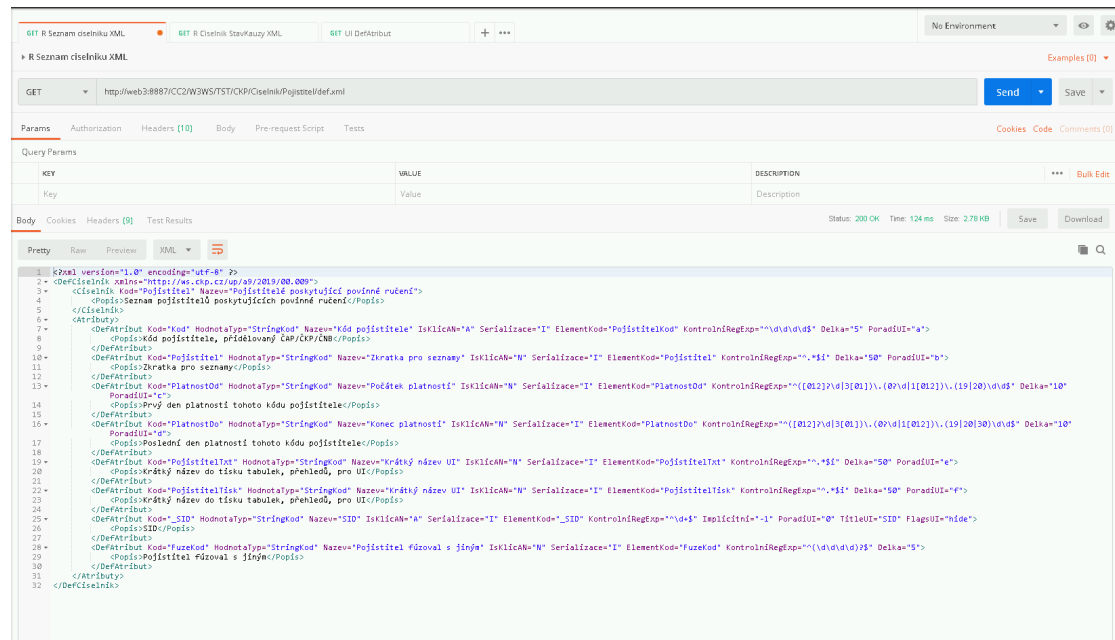 GET R Seznam ciselniku XML GET R Ciselnik StavKauzy XML GET UI DefAtribut + ••• No Environment
R Seznam ciselniku XML Examples (0)
GET http://web3:8887/CC2/W3WS/TST/CKP/Ciselnik/Pojistitel/def.xml Send Save
Params Authorization Headers (10) Body Pre-request Script Tests Cookies Code Comments (0)
Query Params
KEY VALUE DESCRIPTION ••• Bulk Edit
Key Value Description
Body Cookies Headers (9) Test Results Status: 200 OK Time: 124 ms Size: 2.78 KB Save Download
Pretty Raw Preview XML
1 <?xml version="1.0" encoding="utf-8" ?>
2 <DefCiselnik xmlns="http://ws.ckp.cz/up/a9/2019/00.009">
3 <Ciselnik Kod="Pojistitel" Nazev="Pojistitelé poskytující povinné ručení">
4 <Popis>Seznam pojistitelů poskytujících povinné ručení</Popis>
5 </Ciselnik>
6 <Atributy>
7 <DefAtribut Kod="Kod" HodnotaTyp="StringKod" Nazev="Kód pojistitele" IsKlicAN="A" Serializace="I" ElementKod="PojistitelKod" KontrolniRegExp="^\d\d\d\d$" Delka="5" PoradiUI="a">
8 <Popis>Kód pojistitele, přidělovaný ČAP/ČKP/ČNB</Popis>
9 </DefAtribut>
10 <DefAtribut Kod="Pojistitel" HodnotaTyp="StringKod" Nazev="Zkratka pro seznamy" IsKlicAN="N" Serializace="I" ElementKod="Pojistitel" KontrolniRegExp="^.*$i" Delka="50" PoradiUI="b">
11 <Popis>Zkratka pro seznamy</Popis>
12 </DefAtribut>
13 <DefAtribut Kod="PlatnostOd" HodnotaTyp="StringKod" Nazev="Počátek platnosti" IsKlicAN="N" Serializace="I" ElementKod="PlatnostOd" KontrolniRegExp="^([012]?\d|3[01])\.(0?\d|1[012])\.(19|20)\d\d$" Delka="10"
PoradiUI="c">
14 <Popis>Prvý den platnosti tohoto kódu pojistitele</Popis>
15 </DefAtribut>
16 <DefAtribut Kod="PlatnostDo" HodnotaTyp="StringKod" Nazev="Konec platnosti" IsKlicAN="N" Serializace="I" ElementKod="PlatnostDo" KontrolniRegExp="^([012]?\d|3[01])\.(0?\d|1[012])\.(19|20|30)\d\d$" Delka="10"
PoradiUI="d">
17 <Popis>Poslední den platnosti tohoto kódu pojistitele</Popis>
18 </DefAtribut>
19 <DefAtribut Kod="PojistitelTxt" HodnotaTyp="StringKod" Nazev="Krátký název UI" IsKlicAN="N" Serializace="I" ElementKod="PojistitelTxt" KontrolniRegExp="^.*$i" Delka="50" PoradiUI="e">
20 <Popis>Krátký název do tisku tabulek, přehledů, pro UI</Popis>
21 </DefAtribut>
22 <DefAtribut Kod="PojistitelTisk" HodnotaTyp="StringKod" Nazev="Krátký název UI" IsKlicAN="N" Serializace="I" ElementKod="PojistitelTisk" KontrolniRegExp="^.*$i" Delka="50" PoradiUI="f">
23 <Popis>Krátký název do tisku tabulek, přehledů, pro UI</Popis>
24 </DefAtribut>
25 <DefAtribut Kod="_SID" HodnotaTyp="StringKod" Nazev="SID" IsKlicAN="A" Serializace="I" ElementKod="_SID" KontrolniRegExp="^\d+$" Implicitni="-1" PoradiUI="0" TitleUI="SID" FlagsUI="hide">
26 <Popis>SID</Popis>
27 </DefAtribut>
28 <DefAtribut Kod="FuzeKod" HodnotaTyp="StringKod" Nazev="Pojistitel fúzoval s jiným" IsKlicAN="N" Serializace="I" ElementKod="FuzeKod" KontrolniRegExp="^(\d\d\d\d)?$" Delka="5">
29 <Popis>Pojistitel fúzoval s jiným</Popis>
30 </DefAtribut>
31 </Atributy>
32 </DefCiselnik>